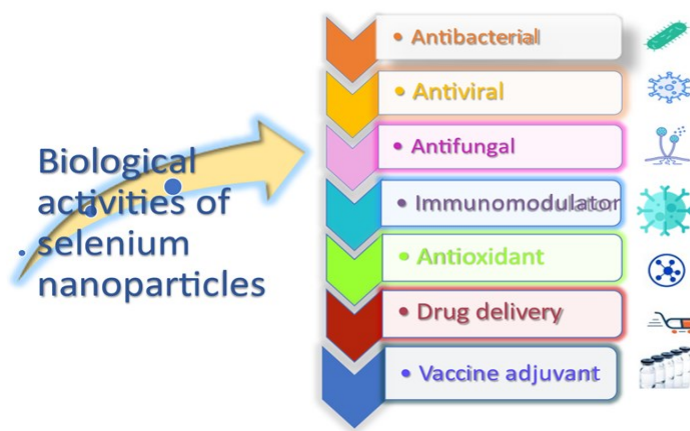 Biological
activities of
selenium
nanoparticles
• Antibacterial
• Antiviral
• Antifungal
• Immunomodulator
• Antioxidant
• Drug delivery
• Vaccine adjuvant